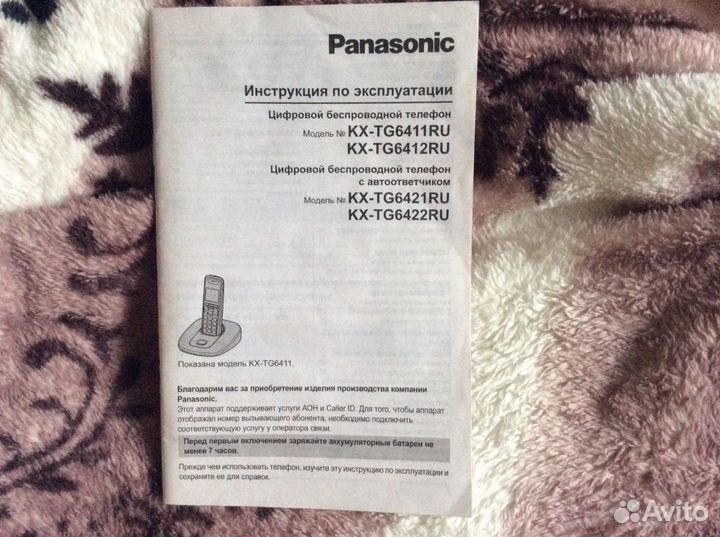 Panasonic
Инструкция по эксплуатации
Цифровой беспроводной телефон
Модель № KX-TG6411RU
KX-TG6412RU
Цифровой беспроводной телефон
с автоответчиком
Модель № KX-TG6421RU
KX-TG6422RU
Показана модель KX-TG6411.
Благодарим вас за приобретение изделия производства компании
Panasonic.
Этот аппарат поддерживает услуги АОН и Caller ID. Для того, чтобы аппарат
отображал номер вызывающего абонента, необходимо подключить
соответствующую услугу у оператора связи.
Перед первым включением заряжайте аккумуляторные батареи не
менее 7 часов.
Прежде чем использовать телефон, изучите эту инструкцию по эксплуатации и
сохраните ее для справок.
Avito